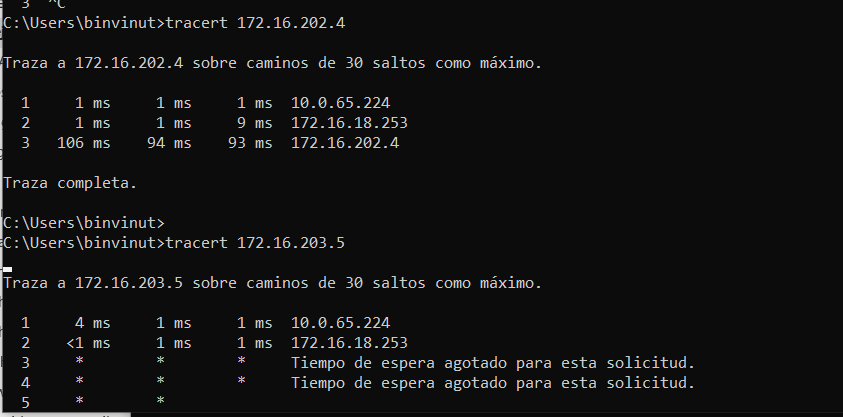 3  ^C
C:\Users\binvinut>tracert 172.16.202.4
Traza a 172.16.202.4 sobre caminos de 30 saltos como máximo.
1     1 ms     1 ms     1 ms  10.0.65.224
2     1 ms     1 ms     9 ms  172.16.18.253
3   106 ms    94 ms    93 ms  172.16.202.4
Traza completa.
C:\Users\binvinut>
C:\Users\binvinut>tracert 172.16.203.5
Traza a 172.16.203.5 sobre caminos de 30 saltos como máximo.
1     4 ms     1 ms     1 ms  10.0.65.224
2    <1 ms     1 ms     1 ms  172.16.18.253
3     *        *        *     Tiempo de espera agotado para esta solicitud.
4     *        *        *     Tiempo de espera agotado para esta solicitud.
5     *        *